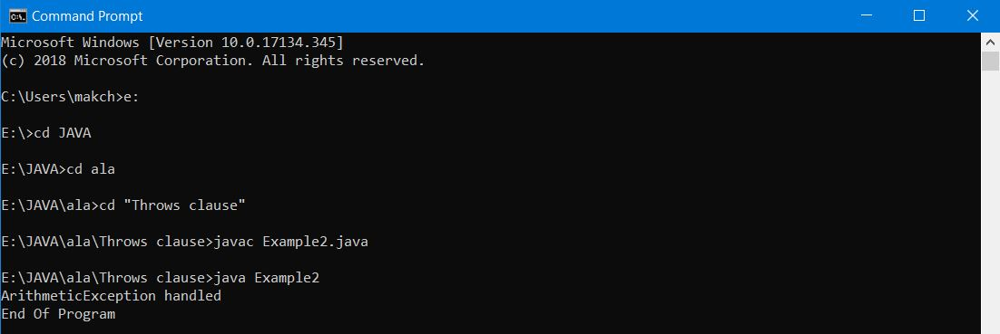 Command Prompt
Microsoft Windows [Version 10.0.17134.345]
(c) 2018 Microsoft Corporation. All rights reserved.
C:\Users\makch>e:
E:\>cd JAVA
E:\JAVA>cd ala
E:\JAVA\ala>cd "Throws clause"
E:\JAVA\ala\Throws clause>javac Example2.java
E:\JAVA\ala\Throws clause>java Example2
ArithmeticException handled
End Of Program